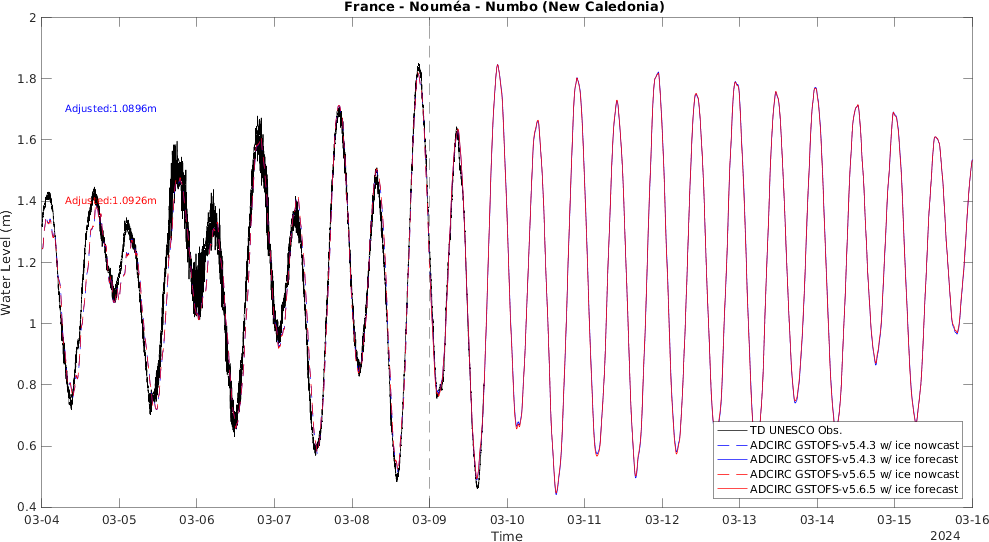 France - Nouméa - Numbo (New Caledonia)
Water Level (m)
2
1.8
1.6
1.4
1.2
1
0.8
0.6
0.4
Adjusted:1.0896m
Adjusted:1.0926m
TD UNESCO Obs.
ADCIRC GSTOFS-v5.4.3 w/ ice nowcast
ADCIRC GSTOFS-v5.4.3 w/ ice forecast
ADCIRC GSTOFS-v5.6.5 w/ ice nowcast
ADCIRC GSTOFS-v5.6.5 w/ ice forecast
03-04 03-05 03-06 03-07 03-08 03-09 03-10 03-11 03-12 03-13 03-14 03-15 03-16
Time
2024